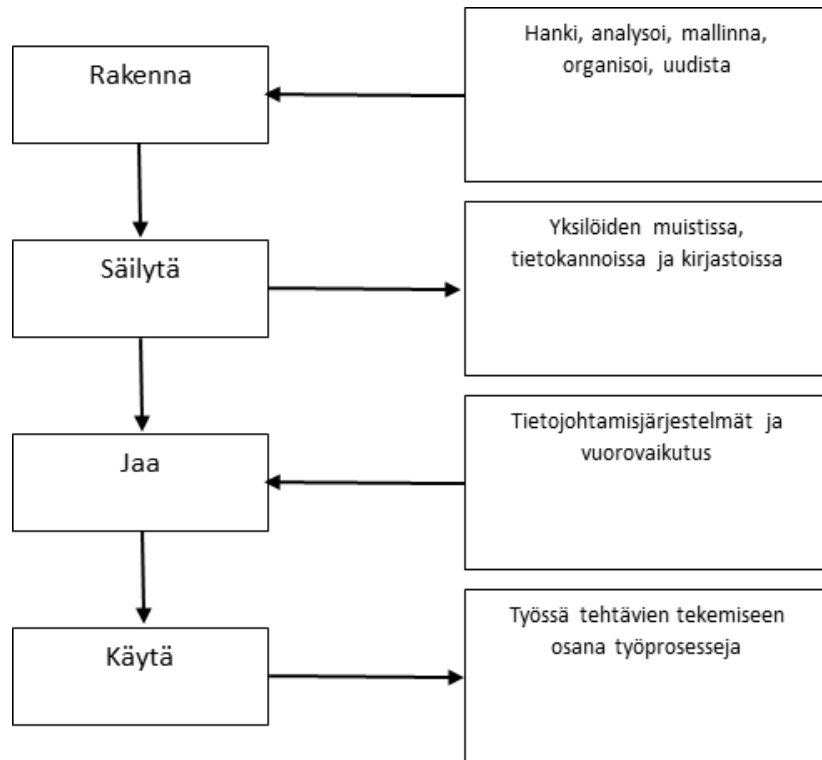 Rakenna
Hanki, analysoi, mallinna,
organisoi, uudista
Säilytä
Yksilöiden muistissa,
tietokannoissa ja kirjastoissa
Jaa
Tietojohtamisjärjestelmät ja
vuorovaikutus
Käytä
Työssä tehtävien tekemiseen
osana työprosesseja